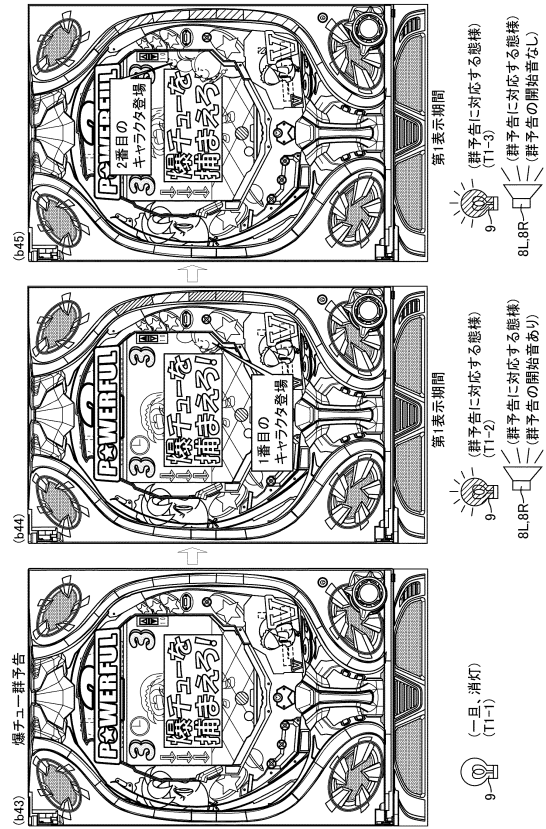 爆チュー群予告
(b43)
POWERFUL
3
3
爆チューを
捕まえろ!
V
9
(一旦、消灯)
(T1-1)
(b44)
POWERFUL
3
3
爆チューを
捕まえろ!
V
1番目の
キャラクタ登場
第1表示期間
9
(群予告に対応する態様)
(T1-2)
8L,8R
(群予告に対応する態様)
(群予告の開始音あり)
(b45)
POWERFUL
3
3
2番目の
キャラクタ登場
爆チューを
捕まえろ!
V
第1表示期間
9
(群予告に対応する態様)
(T1-3)
8L,8R
(群予告に対応する態様)
(群予告の開始音なし)